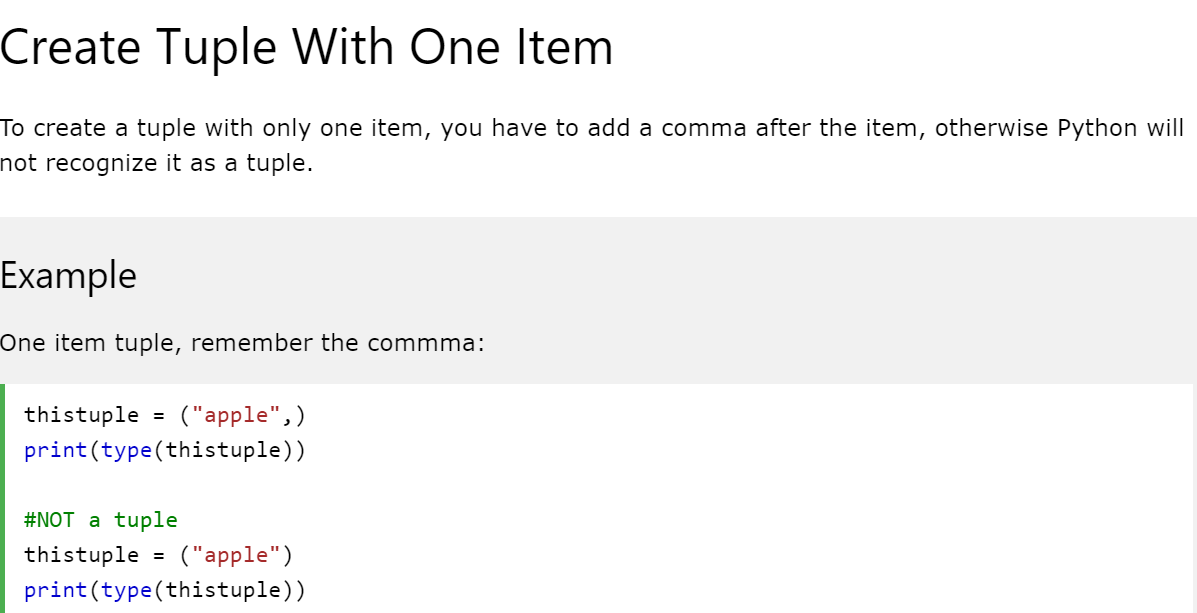 Create Tuple With One Item
To create a tuple with only one item, you have to add a comma after the item, otherwise Python will
not recognize it as a tuple.
Example
One item tuple, remember the commma:
thistuple = ("apple",)
print(type(thistuple))
#NOT a tuple
thistuple = ("apple")
print(type(thistuple))